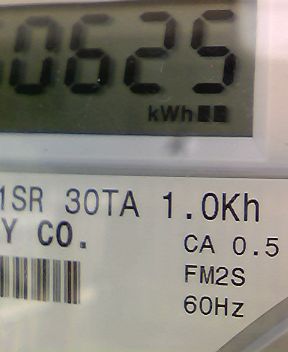 0625
kWh
1SR 30TA 1.0Kh
Y CO.
CA 0.5
FM2S
60Hz